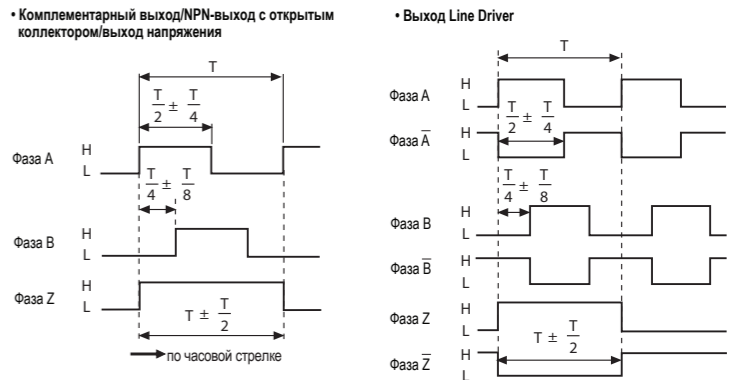 • Комплементарный выход/NPN-выход с открытым
коллектором/выход напряжения
T
T/2 ± T/4
Фаза A
H
L
T/4 ± T/8
Фаза B
H
L
Фаза Z
H
L
T ± T/2
по часовой стрелке
• Выход Line Driver
T
Фаза A
H
L
T/2 ± T/4
Фаза A̅
H
L
T/4 ± T/8
Фаза B
H
L
Фаза B̅
H
L
Фаза Z
H
L
T ± T/2
Фаза Z̅
H
L